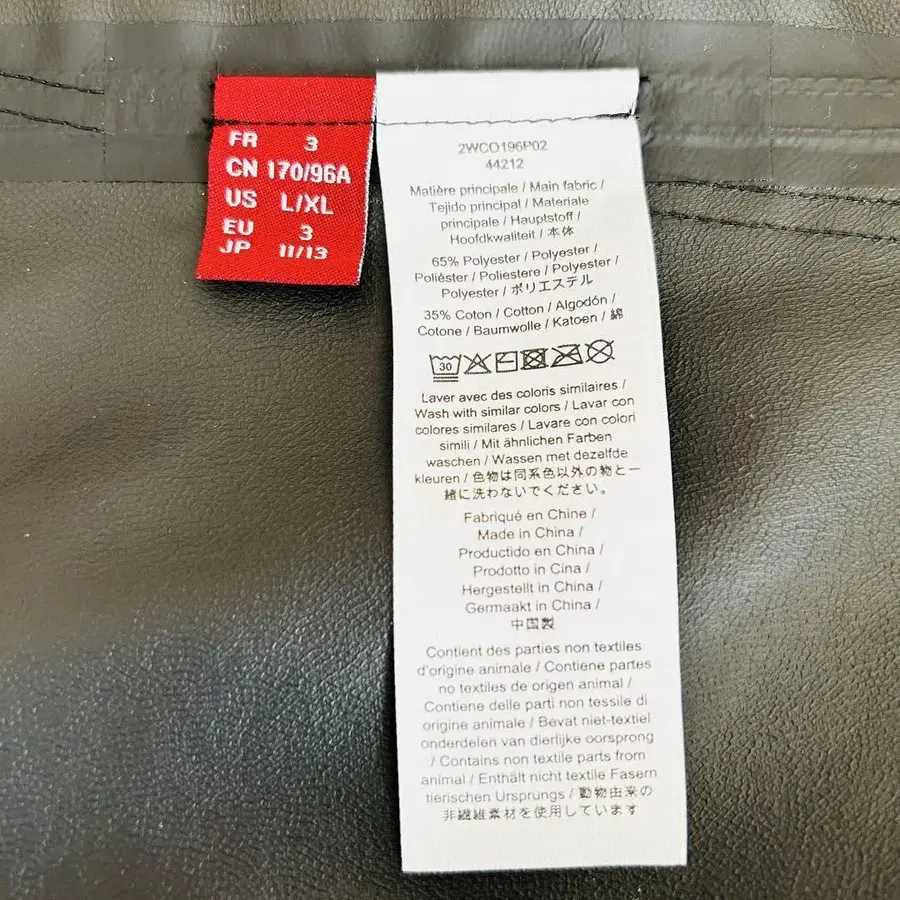 FR 3
CN 170/96A
US L/XL
EU 3
JP 11/13
2WCO196P02
44212
Matière principale / Main fabric /
Tejido principal / Materiale
principale / Hauptstoff /
Hoofdkwaliteit / 本体
65% Polyester / Polyester /
Poliéster / Poliestere / Polyester /
Polyester / ポリエステル
35% Coton / Cotton / Algodón /
Cotone / Baumwolle / Katoen / 綿
30
Laver avec des coloris similaires /
Wash with similar colors / Lavar con
colores similares / Lavare con colori
simili / Mit ähnlichen Farben
waschen / Wassen met dezelfde
kleuren / 色物は同系色以外の物と一
緒に洗わないでください。
Fabriqué en Chine /
Made in China /
Productido en China /
Prodotto in Cina /
Hergestellt in China /
Germaakt in China /
中国製
Contient des parties non textiles
d'origine animale / Contiene partes
no textiles de origen animal /
Contiene delle parti non tessile di
origine animale / Bevat niet-textiel
onderdelen van dierlijke oorsprong
/ Contains non textile parts from
animal / Enthält nicht textile Fasern
tierischen Ursprungs / 動物由来の
非繊維素材を使用しています